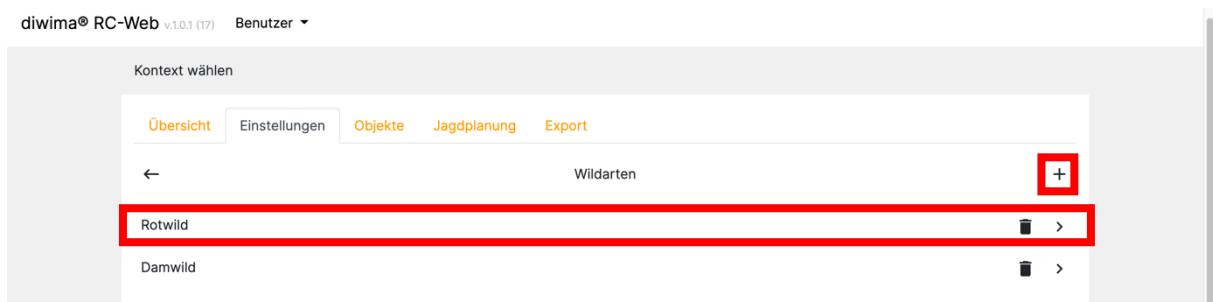 diwima® RC-Web v.1.0.1 (17) Benutzer
Kontext wählen
Übersicht Einstellungen Objekte Jagdplanung Export
Wildarten
Rotwild
Damwild